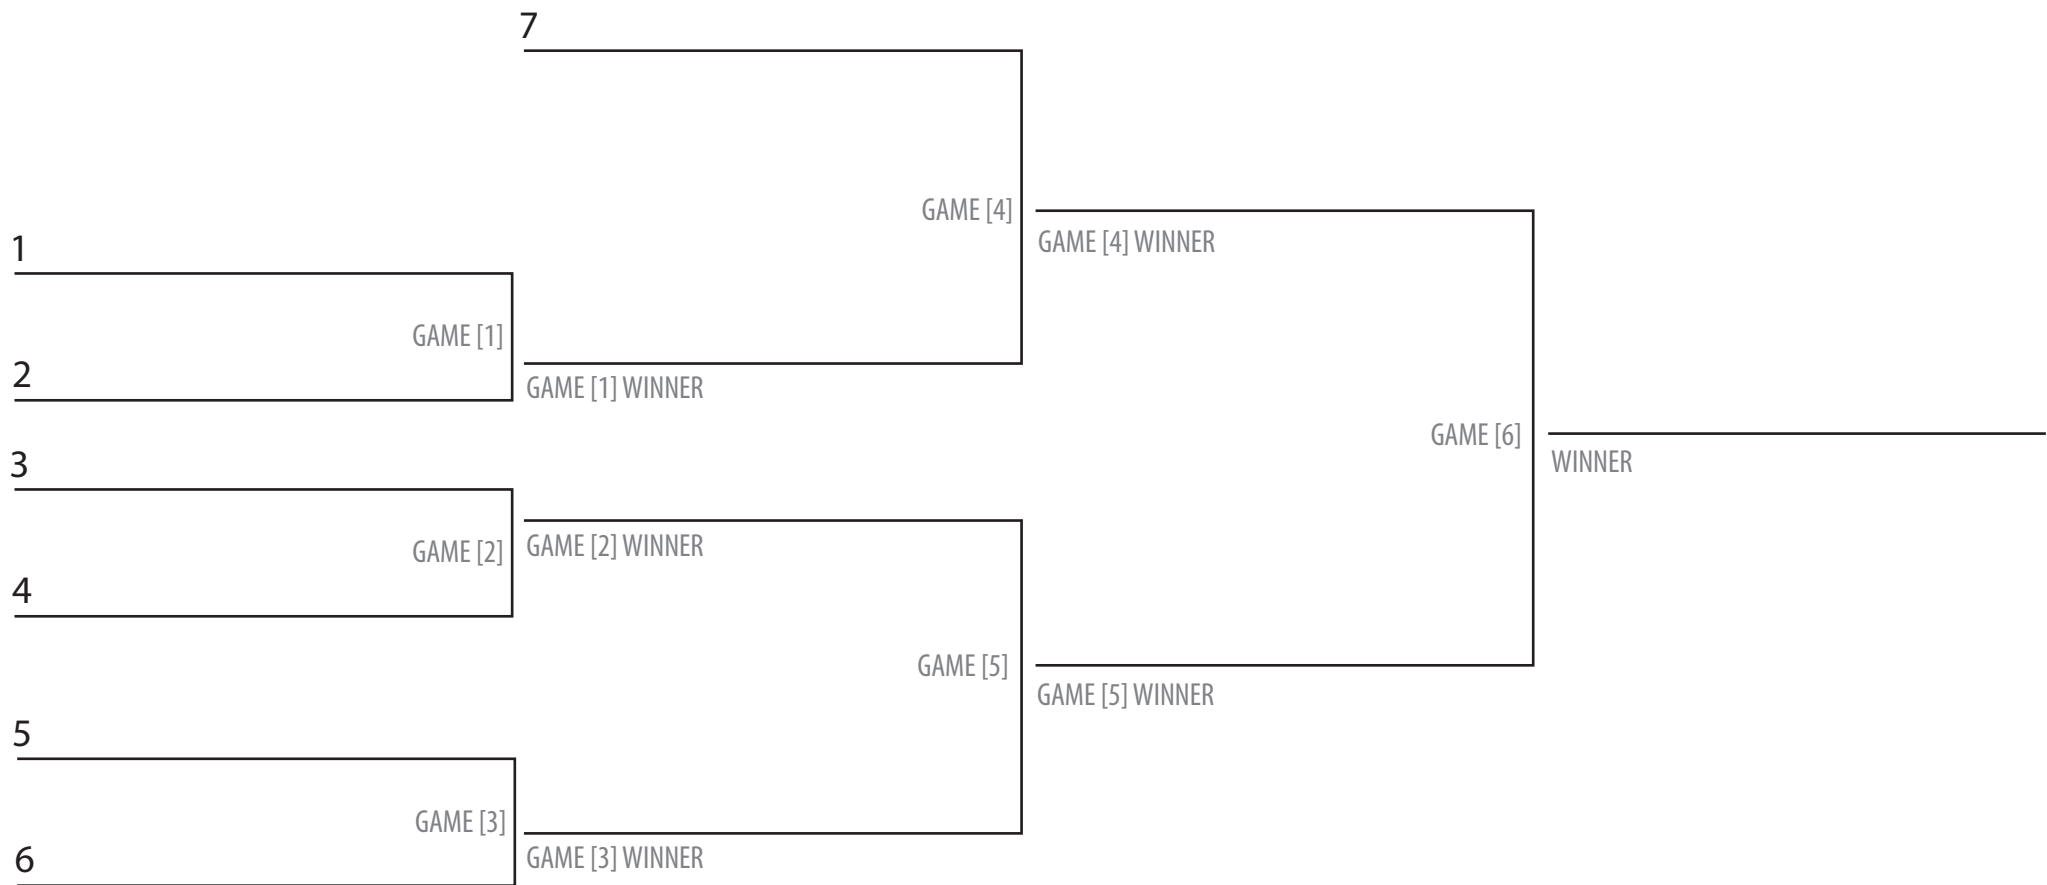 7
GAME [4]
1
GAME [4] WINNER
GAME [1]
2
GAME [1] WINNER
GAME [6]
3
WINNER
GAME [2]
GAME [2] WINNER
4
GAME [5]
GAME [5] WINNER
5
GAME [3]
6
GAME [3] WINNER